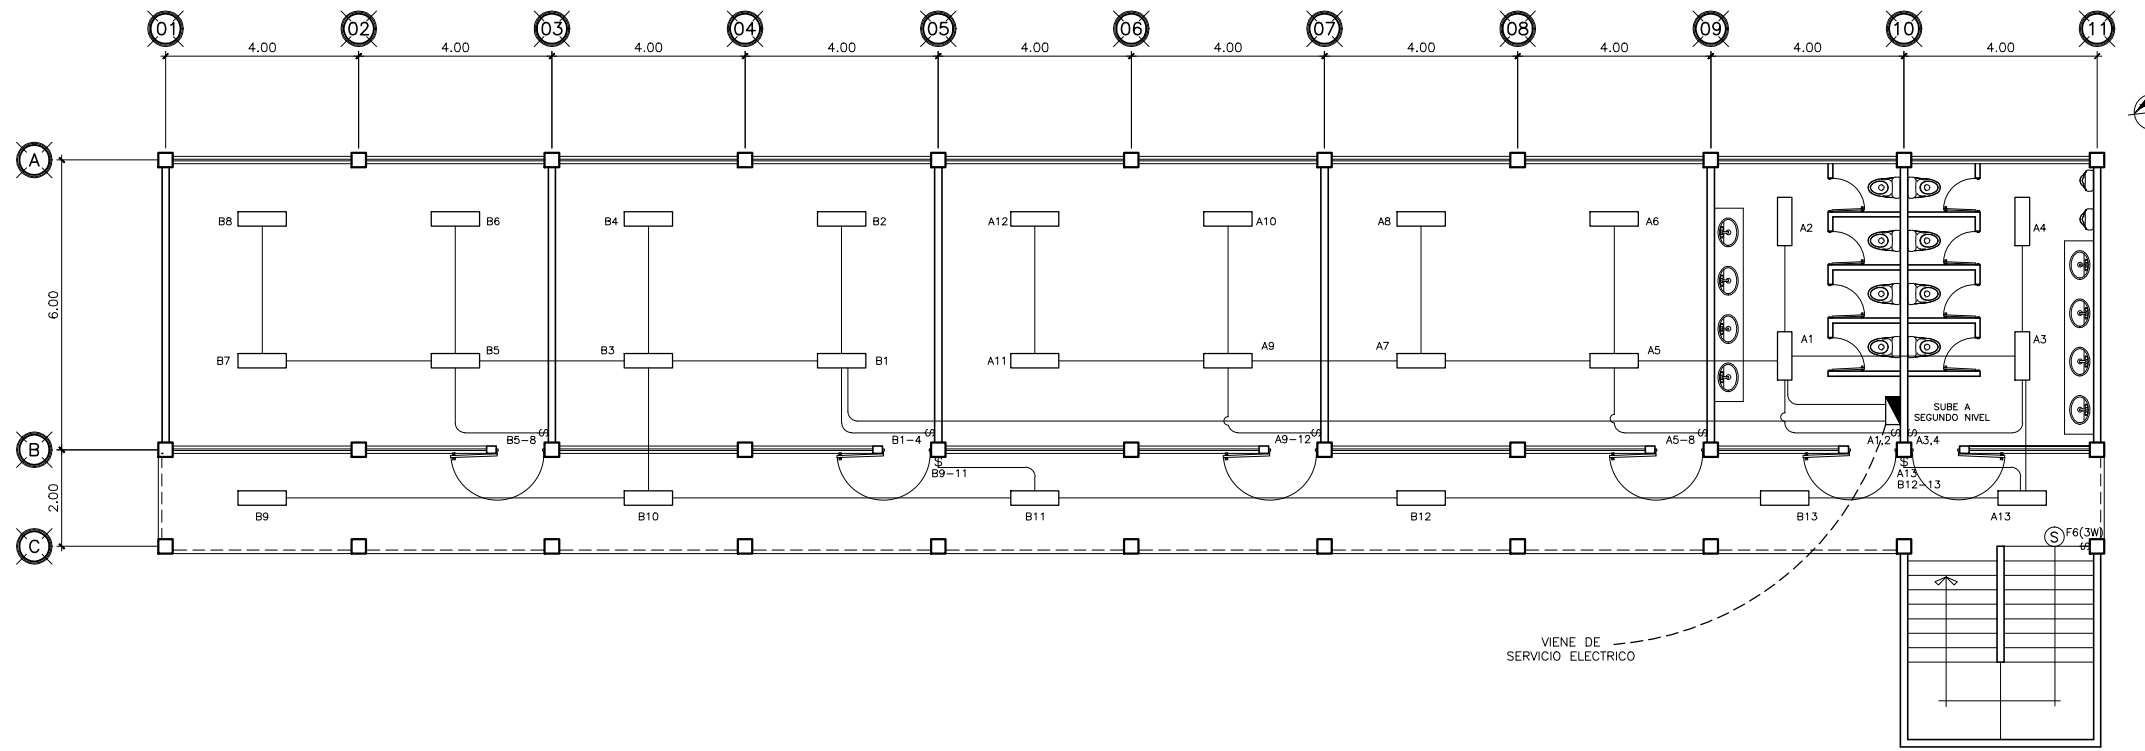 01 02 03 04 05 06 07 08 09 10 11
4.00 4.00 4.00 4.00 4.00 4.00 4.00 4.00 4.00 4.00
A
B8 B6 B4 B2 A12 A10 A8 A6 A2 A4
6.00
B7 B5 B3 B1 A11 A9 A7 A5 A1 A3
SUBE A
SEGUNDO NIVEL
B5-8 B1-4 A9-12 A5-8 A1,2 A3,4
B
B9-11 A13
B12-13
2.00
B9 B10 B11 B12 B13 A13
C
S F6(3W)
VIENE DE
SERVICIO ELECTRICO